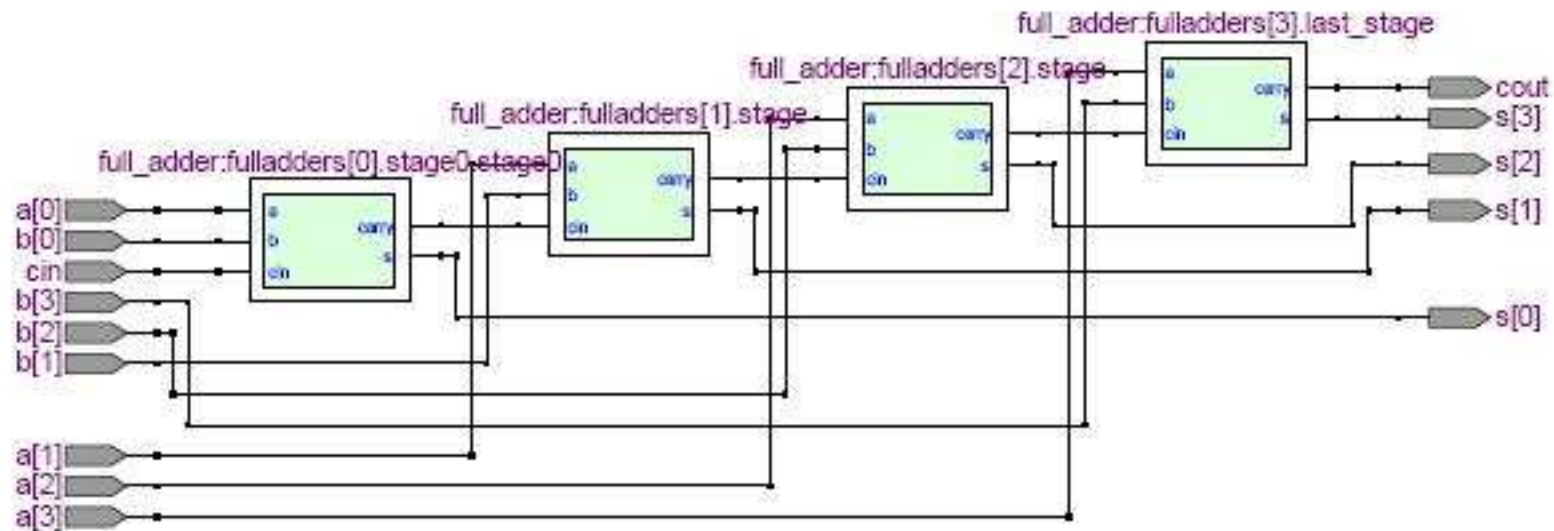 full_adder:fulladders[3].last_stage
full_adder:fulladders[2].stage
full_adder:fulladders[1].stage
full_adder:fulladders[0].stage0.stage0
a[0]
b[0]
cin
b[3]
b[2]
b[1]
a[1]
a[2]
a[3]
a
b
cin
carry
s
a
b
cin
carry
s
a
b
cin
carry
s
a
b
cin
carry
s
cout
s[3]
s[2]
s[1]
s[0]